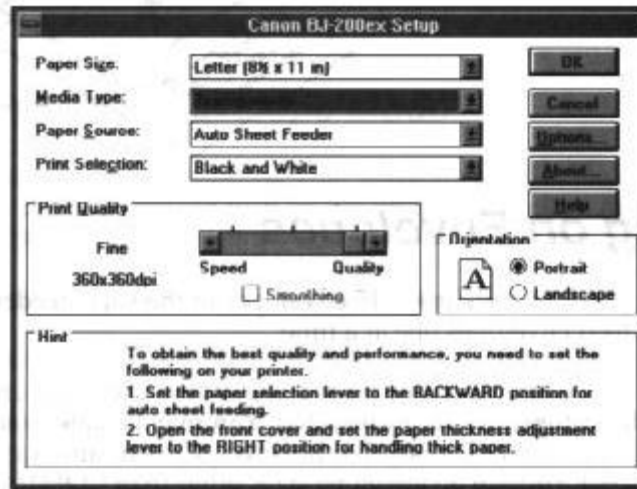 Canon BJ-200ex Setup
Paper Size:
Letter (8½ x 11 in)
OK
Media Type:
Cancel
Paper Source:
Auto Sheet Feeder
Options...
Print Selection:
Black and White
About...
Help
Print Quality
Fine
360x360dpi
Speed
Quality
Smoothing
Orientation
A
Portrait
Landscape
Hint
To obtain the best quality and performance, you need to set the
following on your printer.
1. Set the paper selection lever to the BACKWARD position for
auto sheet feeding.
2. Open the front cover and set the paper thickness adjustment
lever to the RIGHT position for handling thick paper.